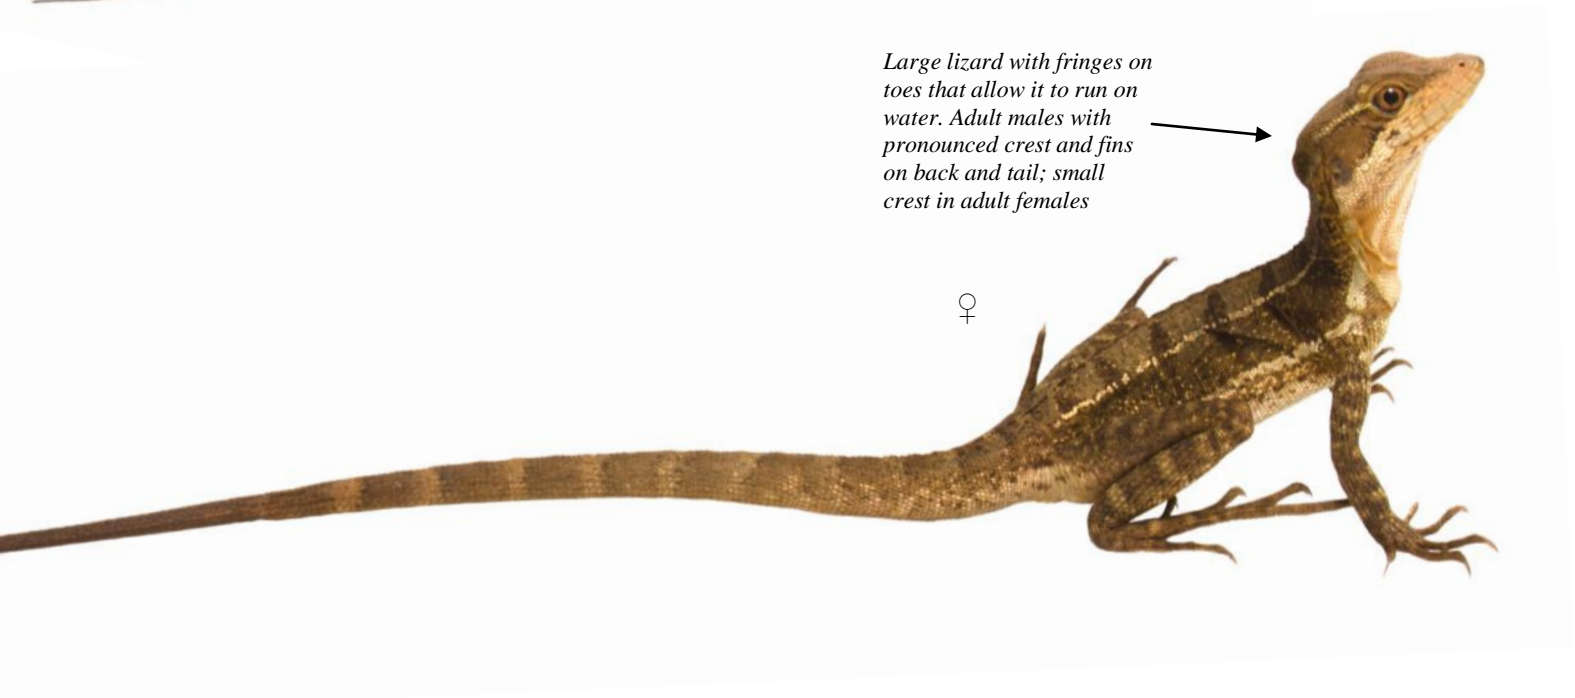 Large lizard with fringes on
toes that allow it to run on
water. Adult males with
pronounced crest and fins
on back and tail; small
crest in adult females
♀